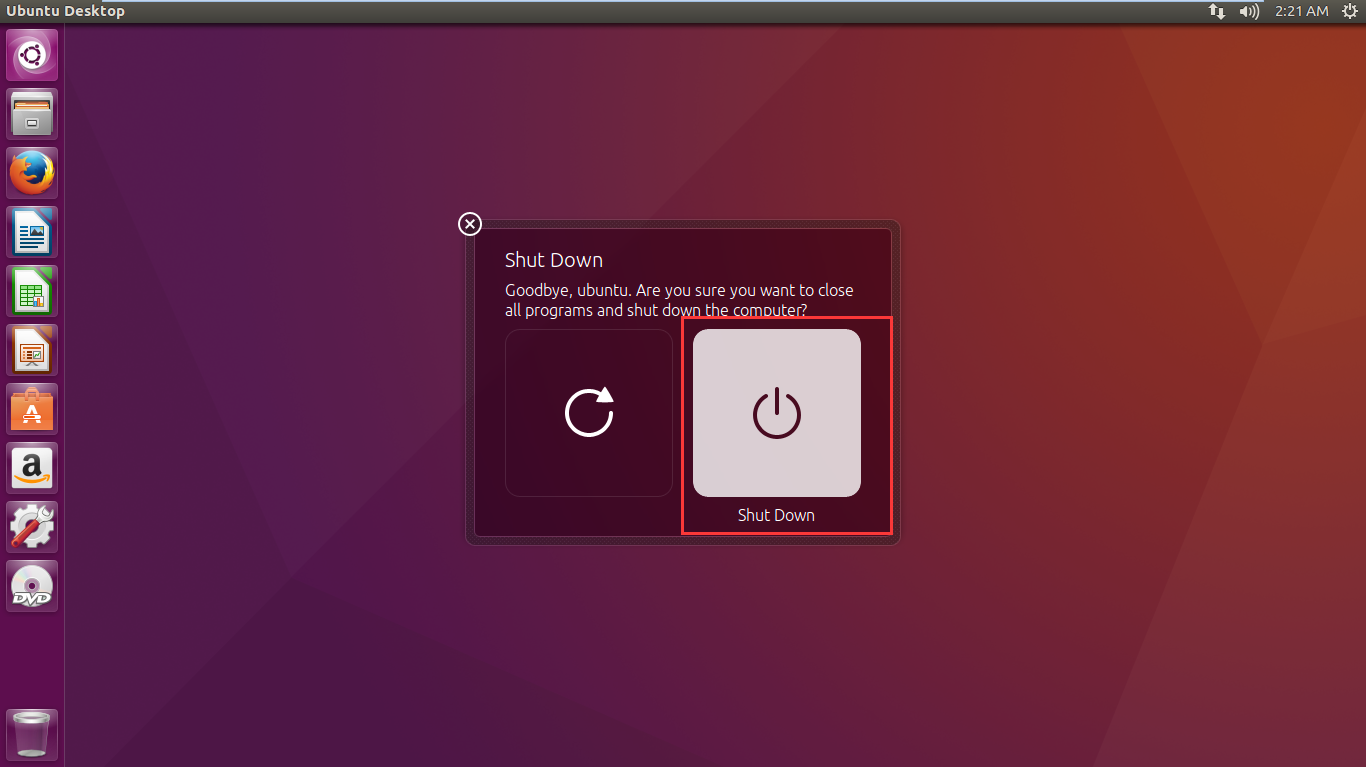 Ubuntu Desktop
2:21 AM
Shut Down
Goodbye, ubuntu. Are you sure you want to close
all programs and shut down the computer?
Shut Down
A
a
DVD